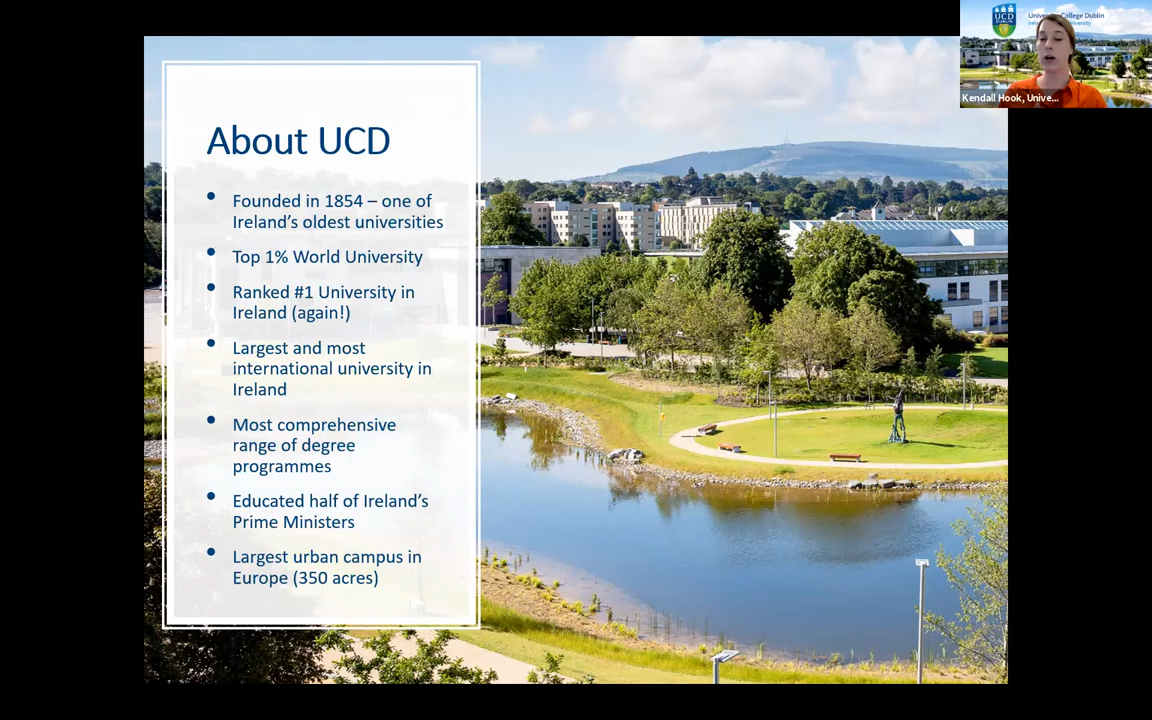 UCD
DUBLIN
College Dublin
Kendall Hook, Unive...
About UCD
• Founded in 1854 – one of
Ireland's oldest universities
• Top 1% World University
• Ranked #1 University in
Ireland (again!)
• Largest and most
international university in
Ireland
• Most comprehensive
range of degree
programmes
• Educated half of Ireland's
Prime Ministers
• Largest urban campus in
Europe (350 acres)